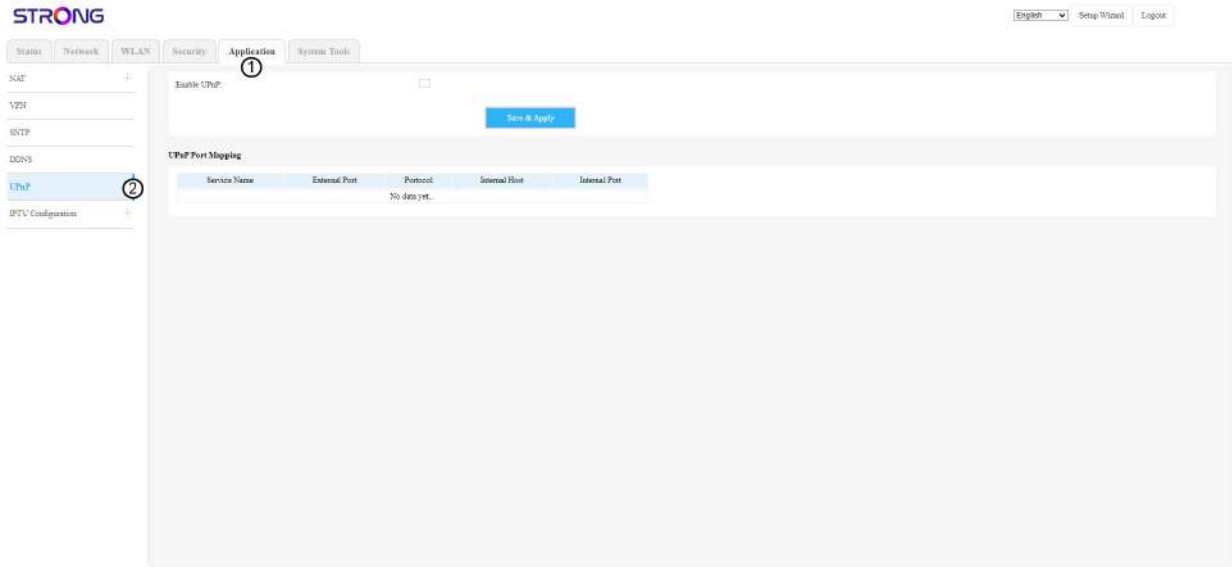 STRONG
English Setup Wizard Logout
Status Network WLAN Security Application System Tools
①
NAT +
Enable UPnP:
VPN
Save & Apply
SNTP
DDNS
UPnP Port Mapping
Service Name External Port Portocol Internal Host Internal Port
UPnP ②
No data yet...
IPTV Configuration +